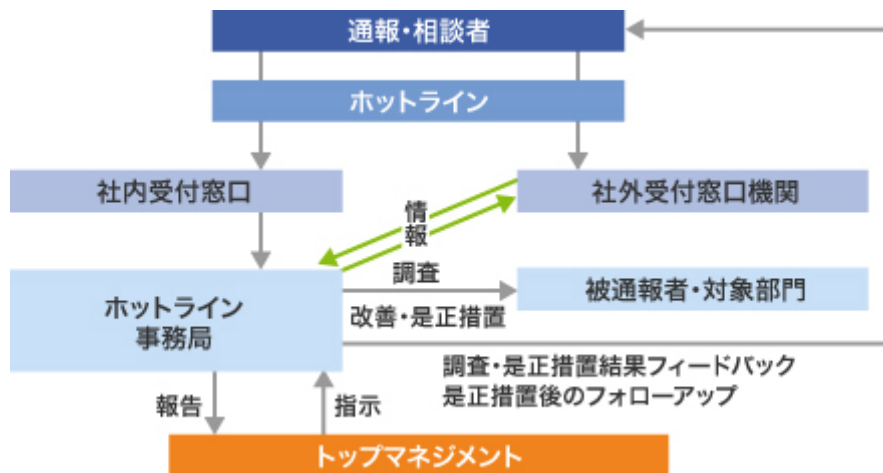 通報・相談者
ホットライン
社内受付窓口
社外受付窓口機関
情報
調査
改善・是正措置
被通報者・対象部門
ホットライン
事務局
調査・是正措置結果フィードバック
是正措置後のフォローアップ
報告
指示
トップマネジメント